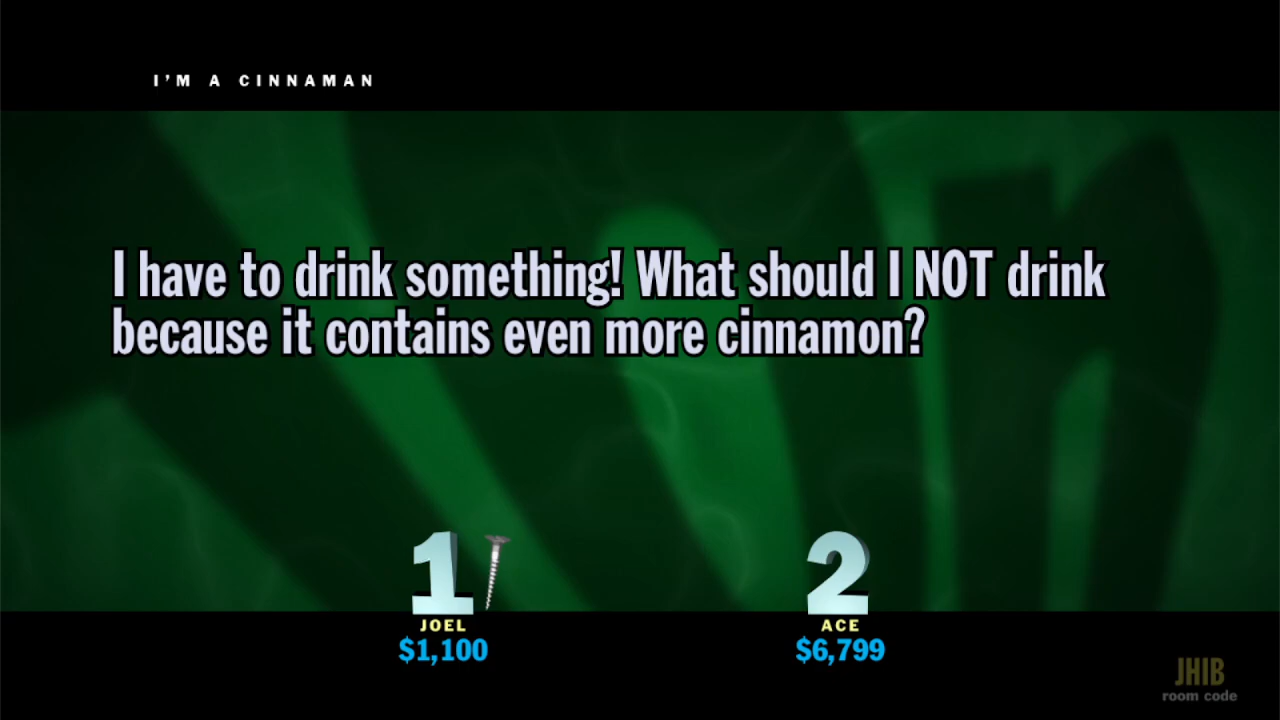 I'M A CINNAMAN
I have to drink something! What should I NOT drink
because it contains even more cinnamon?
1 2
JOEL ACE
$1,100 $6,799
JHIB
room code